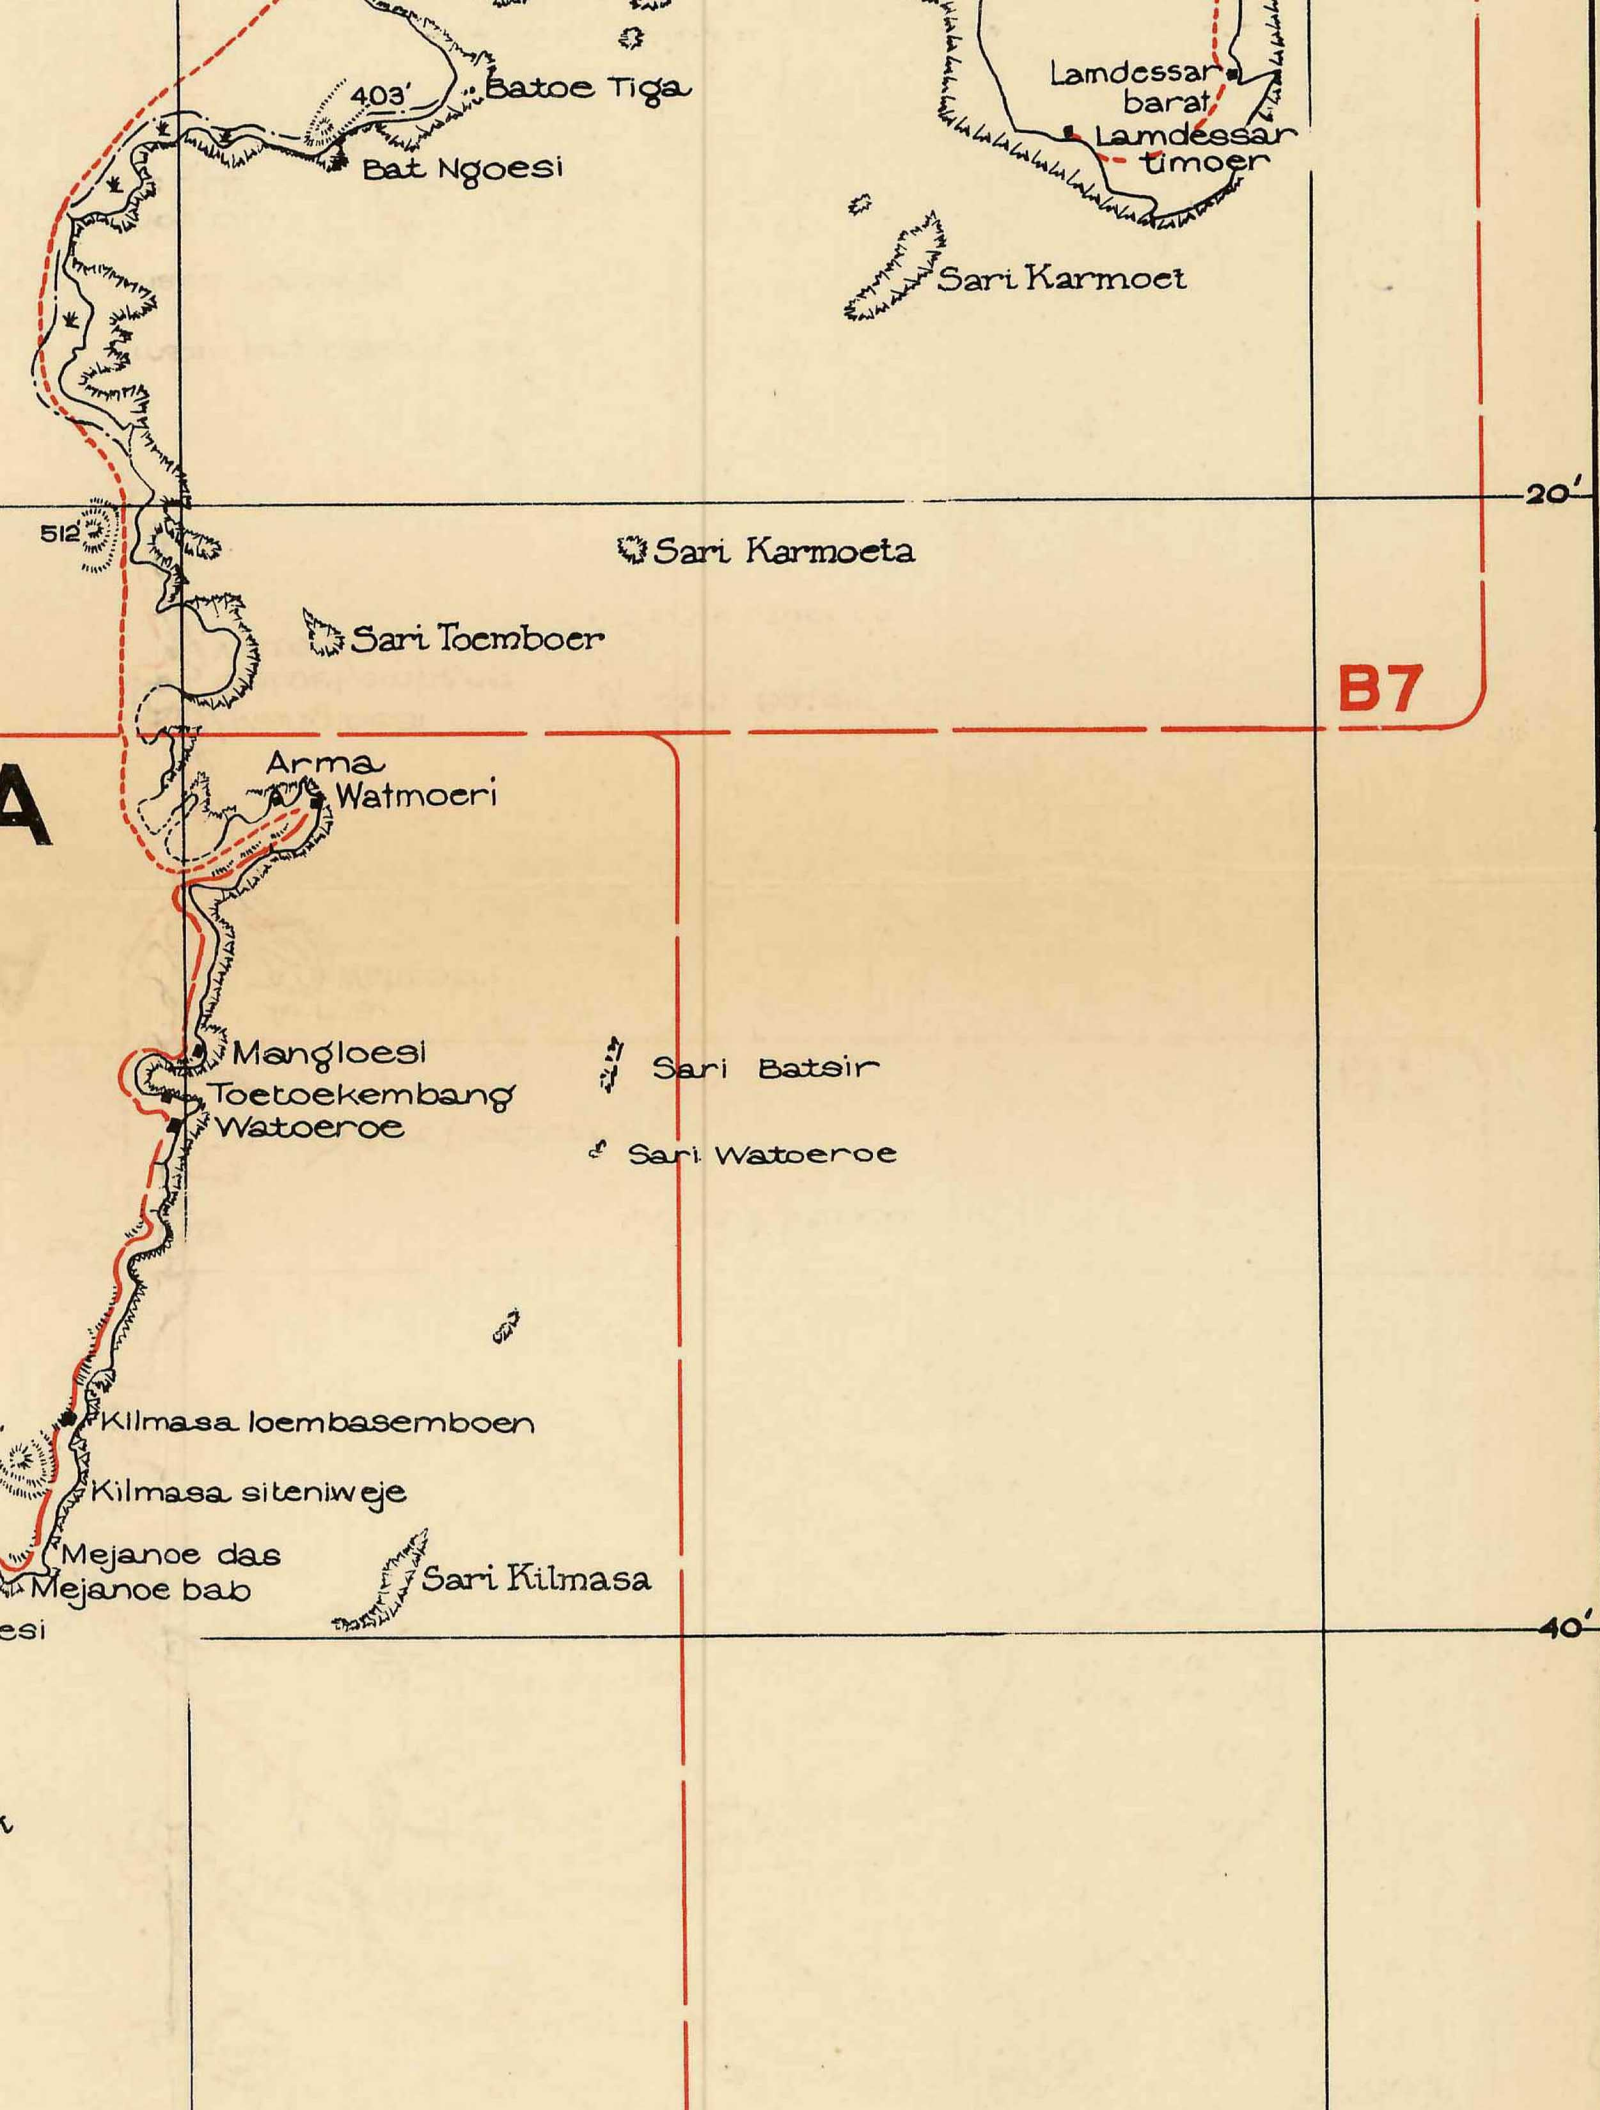 403'
Batoe Tiga
Bat Ngoesi
Lamdessar
barat
Lamdessar
timoer
Sari Karmoet
20'
512'
Sari Karmoeta
Sari Toemboer
B7
A
Arma
Watmoeri
Mangloesi
Toetoekembang
Watoeroe
Sari Batsir
Sari Watoeroe
Kilmasa loembasemboen
Kilmasa siteniweje
Mejanoe das
Mejanoe bab
esi
Sari Kilmasa
40'